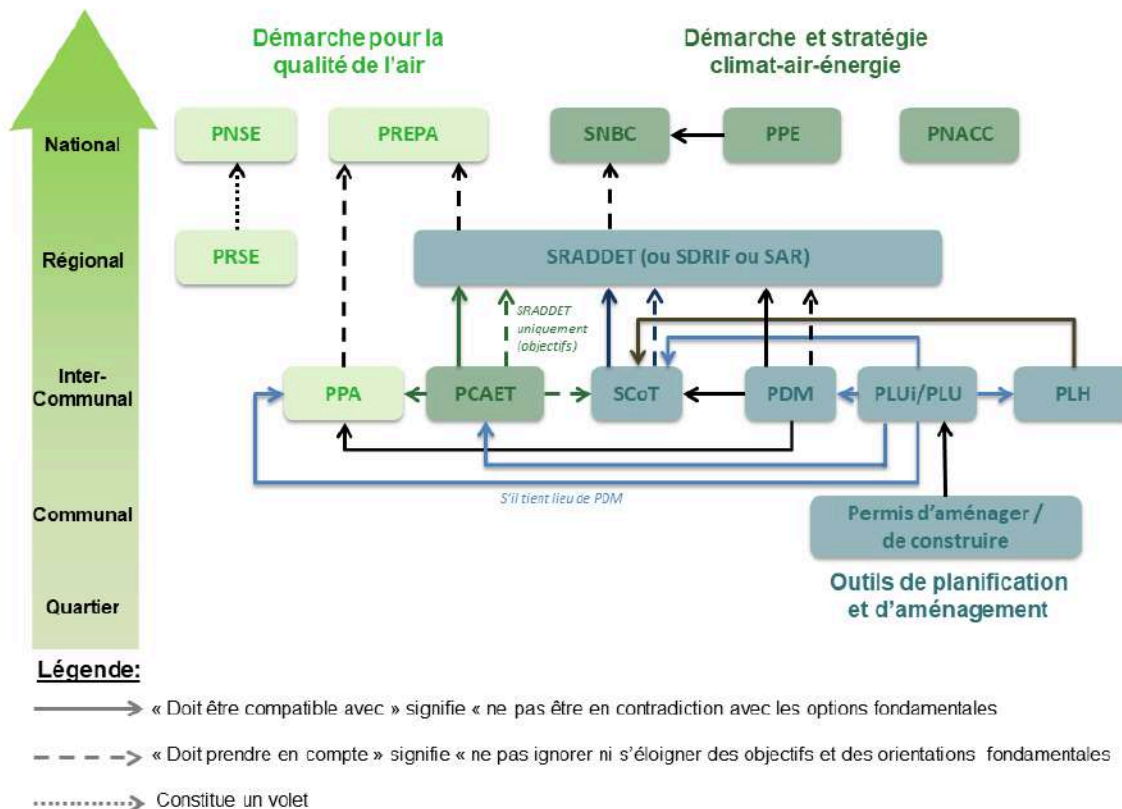 Démarche pour la
qualité de l'air
Démarche et stratégie
climat-air-énergie
National
PNSE
PREPA
SNBC
PPE
PNACC
Régional
PRSE
SRADDET (ou SDRIF ou SAR)
SRADDET
uniquement
(objectifs)
Inter-
Communal
PPA
PCAET
SCoT
PDM
PLUi/PLU
PLH
S'il tient lieu de PDM
Communal
Permis d'aménager /
de construire
Quartier
Outils de planification
et d'aménagement
Légende:
« Doit être compatible avec » signifie « ne pas être en contradiction avec les options fondamentales
« Doit prendre en compte » signifie « ne pas ignorer ni s'éloigner des objectifs et des orientations fondamentales
Constitue un volet